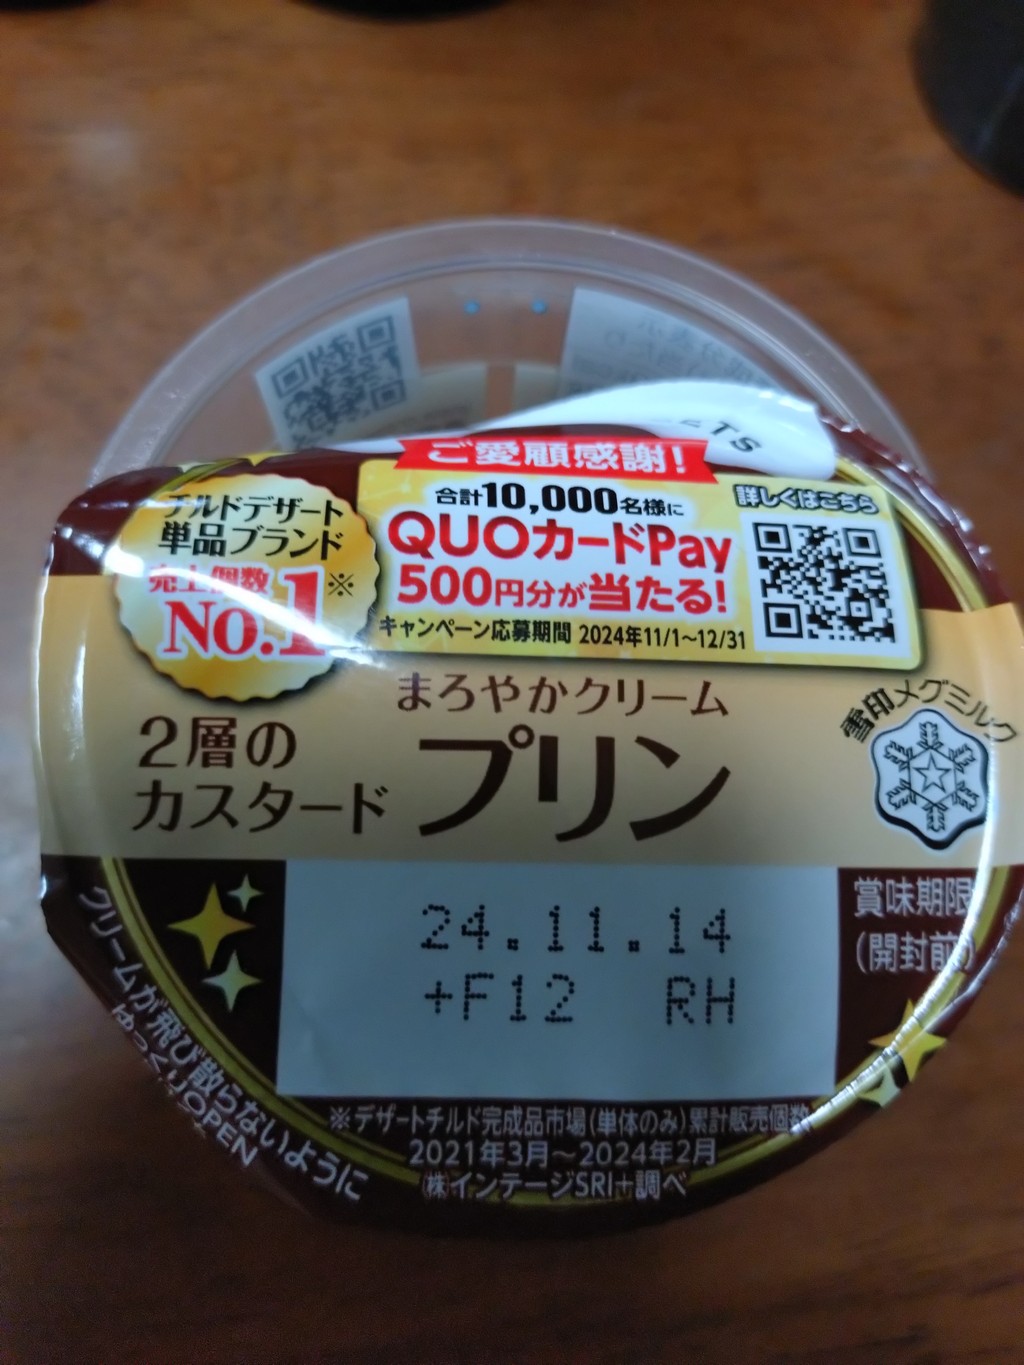 ETS
ご愛顧感謝!
チルドデザート
単品ブランド
売上個数
No.1※
合計10,000名様に
QUOカードPay
500円分が当たる!
キャンペーン応募期間 2024年11/1~12/31
詳しくはこちら
まろやかクリーム
2層の
カスタード
プリン
雪印メグミルク
賞味期限
(開封前)
24.11.14
+F12 RH
クリームが飛び散らないように
ゆっくりOPEN
※デザートチルド完成品市場(単体のみ)累計販売個数
2021年3月~2024年2月
㈱インテージSRI+調べ